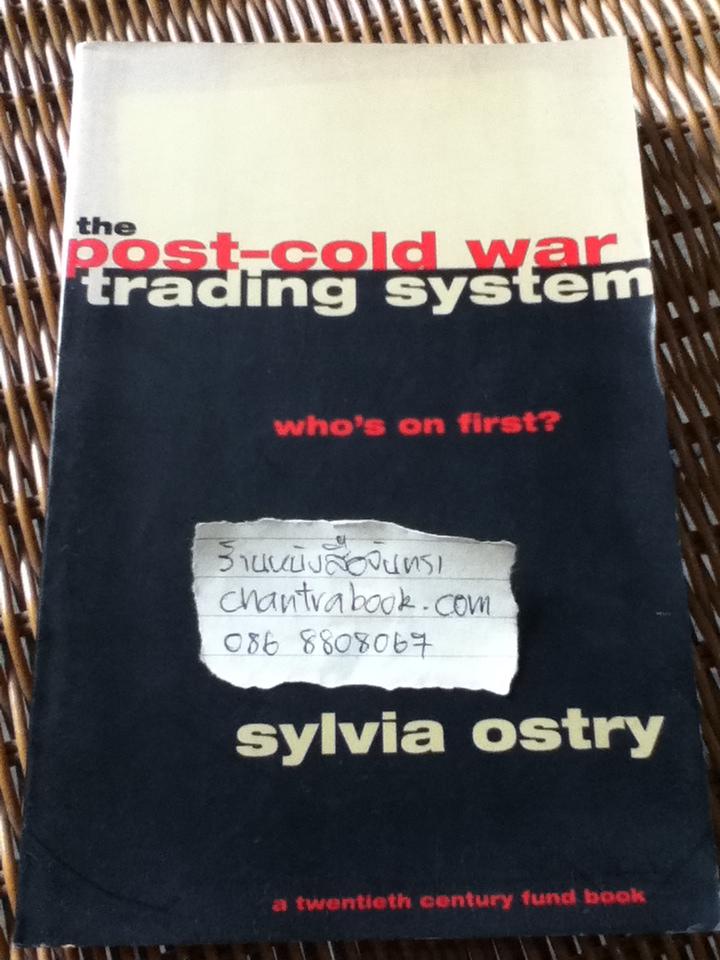 the
post-cold war
trading system
who's on first?
ร้านหนังสือจันทรา
chantrabook.com
086 8808067
sylvia ostry
a twentieth century fund book